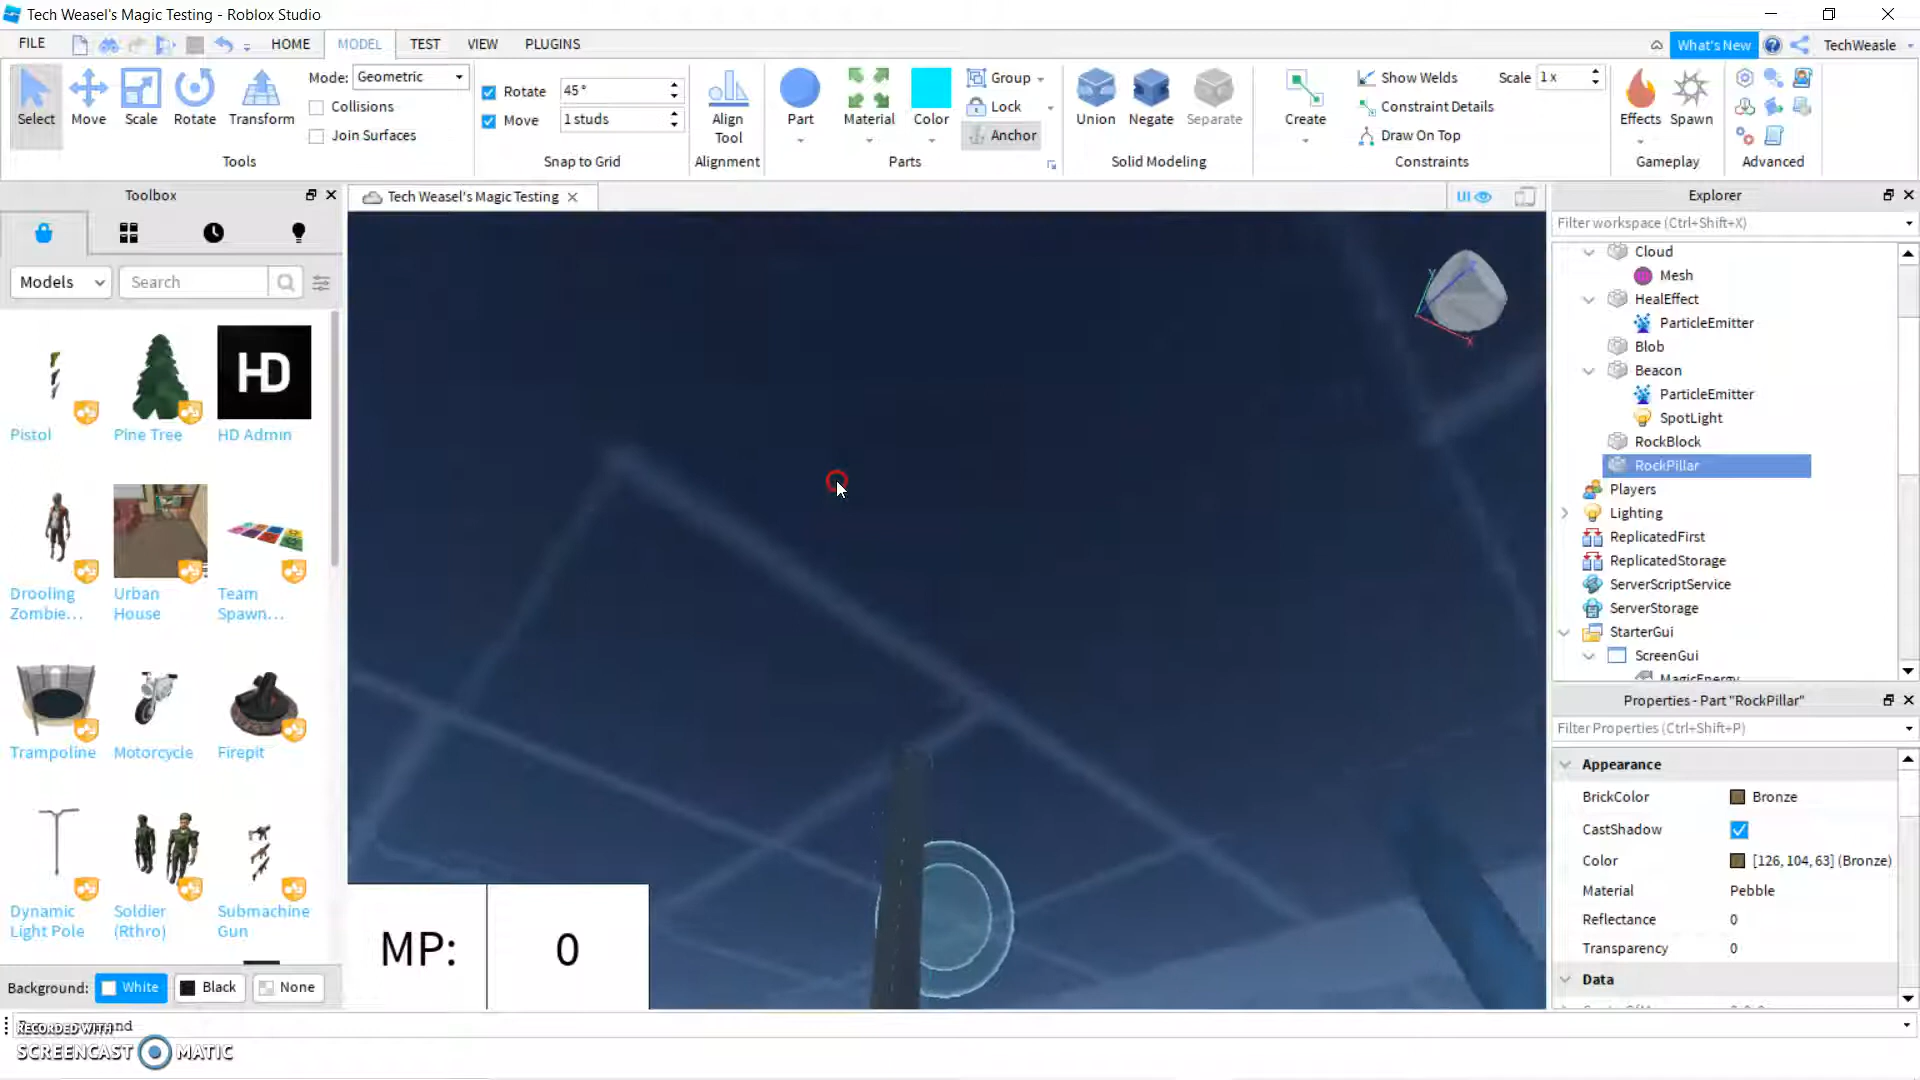 Tech Weasel's Magic Testing - Roblox Studio
FILE HOME MODEL TEST VIEW PLUGINS What's New TechWeasle
Select Move Scale Rotate Transform
Mode: Geometric
Collisions
Join Surfaces
Tools
Rotate 45°
Move 1 studs
Snap to Grid
Align Tool
Alignment
Part Material Color
Group
Lock
Anchor
Parts
Union Negate Separate
Solid Modeling
Create
Show Welds
Constraint Details
Draw On Top
Scale 1 x
Constraints
Effects Spawn
Gameplay
Advanced
Toolbox
Models Search
Pistol Pine Tree HD Admin
HD
Drooling Zombie... Urban House Team Spawn...
Trampoline Motorcycle Firepit
Dynamic Light Pole Soldier (Rthro) Submachine Gun
Background: White Black None
Tech Weasel's Magic Testing
UI
MP: 0
Explorer
Filter workspace (Ctrl+Shift+X)
Cloud
Mesh
HealEffect
ParticleEmitter
Blob
Beacon
ParticleEmitter
SpotLight
RockBlock
RockPillar
Players
Lighting
ReplicatedFirst
ReplicatedStorage
ServerScriptService
ServerStorage
StarterGui
ScreenGui
MagicEnergy
Properties - Part "RockPillar"
Filter Properties (Ctrl+Shift+P)
Appearance
BrickColor Bronze
CastShadow
Color [126, 104, 63] (Bronze)
Material Pebble
Reflectance 0
Transparency 0
Data
RECORDED WITH
SCREENCAST MATIC